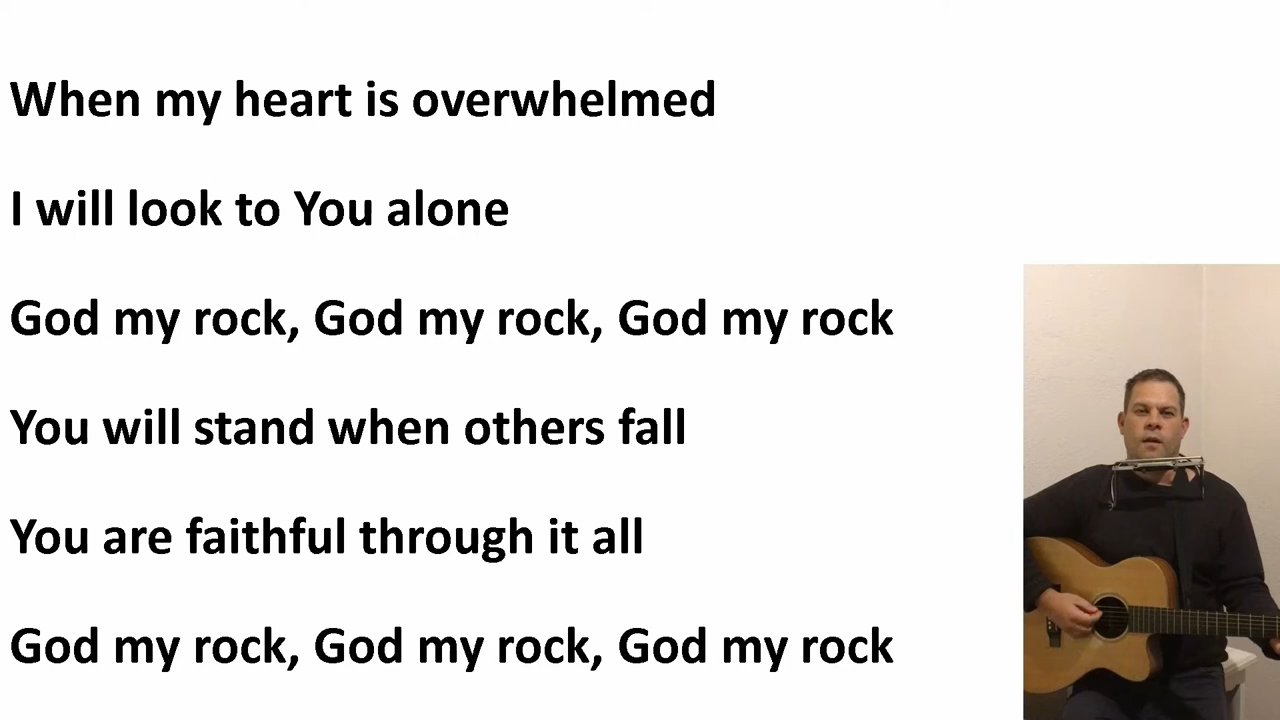 When my heart is overwhelmed
I will look to You alone
God my rock, God my rock, God my rock
You will stand when others fall
You are faithful through it all
God my rock, God my rock, God my rock